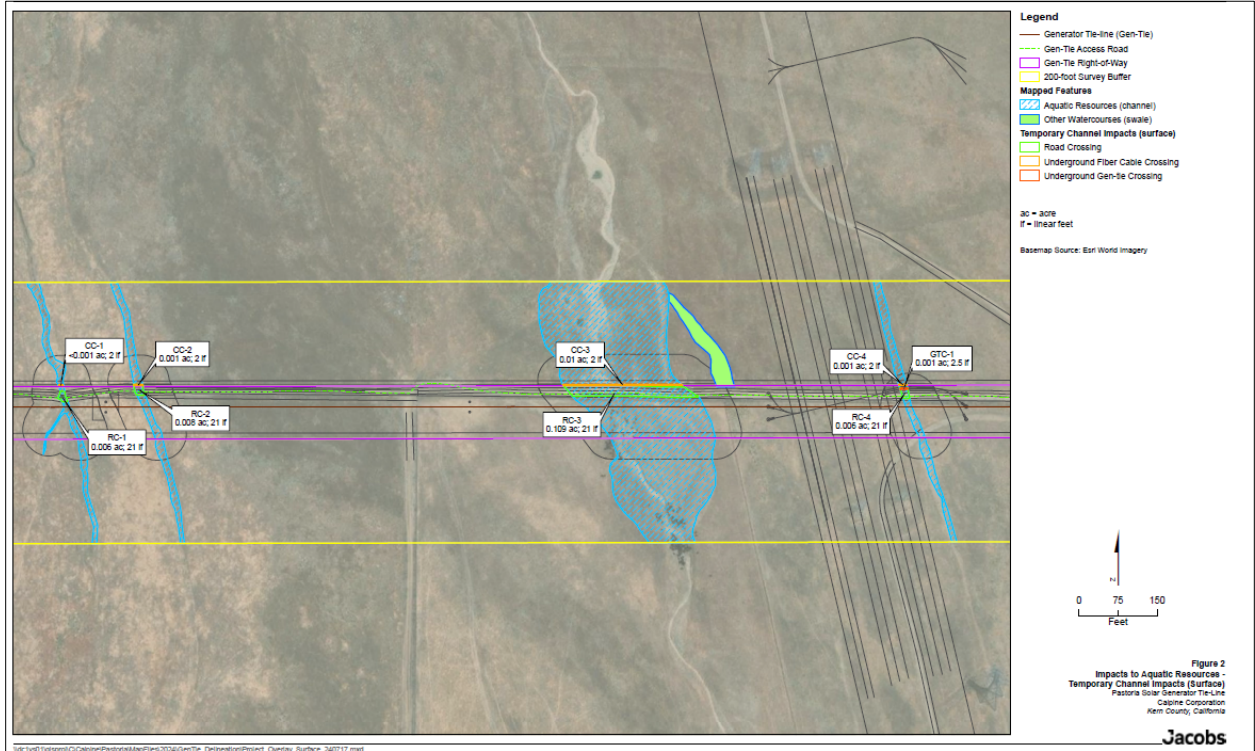 Legend
Generator Tie-line (Gen-Tie)
Gen-Tie Access Road
Gen-Tie Right-of-Way
200-foot Survey Buffer
Mapped Features
Aquatic Resources (channel)
Other Watercourses (swale)
Temporary Channel Impacts (surface)
Road Crossing
Underground Fiber Cable Crossing
Underground Gen-tie Crossing
ac = acre
lf = linear feet
Basemap Source: Esri World Imagery
CC-1
<0.001 ac; 2 lf
CC-2
0.001 ac; 2 lf
CC-3
0.01 ac; 2 lf
CC-4
0.001 ac; 2 lf
GTC-1
0.001 ac; 2.5 lf
RC-1
0.006 ac; 21 lf
RC-2
0.008 ac; 21 lf
RC-3
0.109 ac; 21 lf
RC-4
0.006 ac; 21 lf
N
0 75 150
Feet
Figure 2
Impacts to Aquatic Resources -
Temporary Channel Impacts (Surface)
Pastoria Solar Generator Tie-Line
Calpine Corporation
Kern County, California
Jacobs